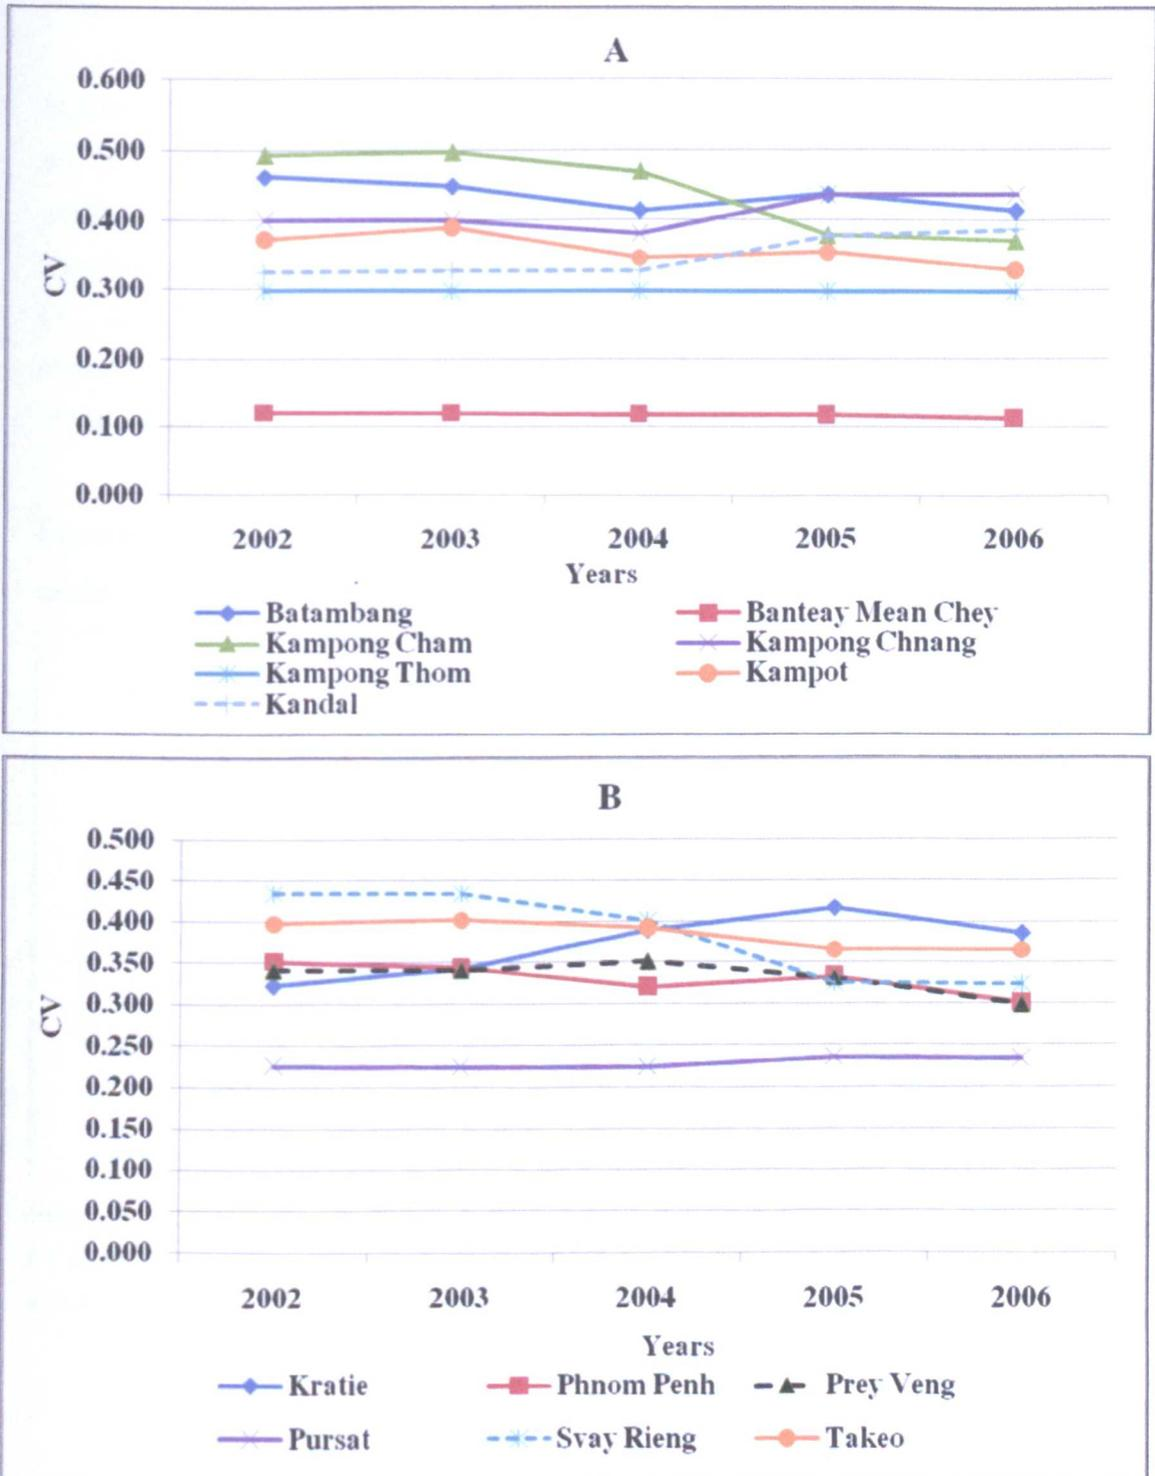 A
0.600
0.500
0.400
0.300
0.200
0.100
0.000
CV
2002 2003 2004 2005 2006
Years
Batambang Banteay Mean Chey
Kampong Cham Kampong Chnang
Kampong Thom Kampot
Kandal
B
0.500
0.450
0.400
0.350
0.300
0.250
0.200
0.150
0.100
0.050
0.000
CV
2002 2003 2004 2005 2006
Years
Kratie Phnom Penh Prey Veng
Pursat Svay Rieng Takeo